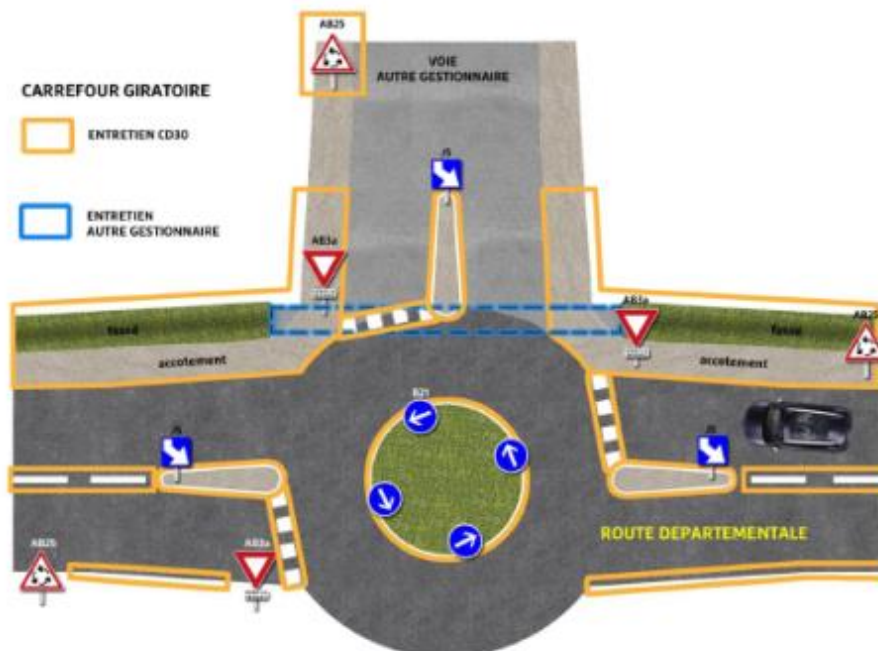 AB25
VOIE
AUTRE GESTIONNAIRE
CARREFOUR GIRATOIRE
ENTRETIEN CD30
J5
ENTRETIEN
AUTRE GESTIONNAIRE
AB3a
AB3a
fossé
fossé
AB25
accotement
accotement
B21
J5
J5
ROUTE DEPARTEMENTALE
AB25
AB3a